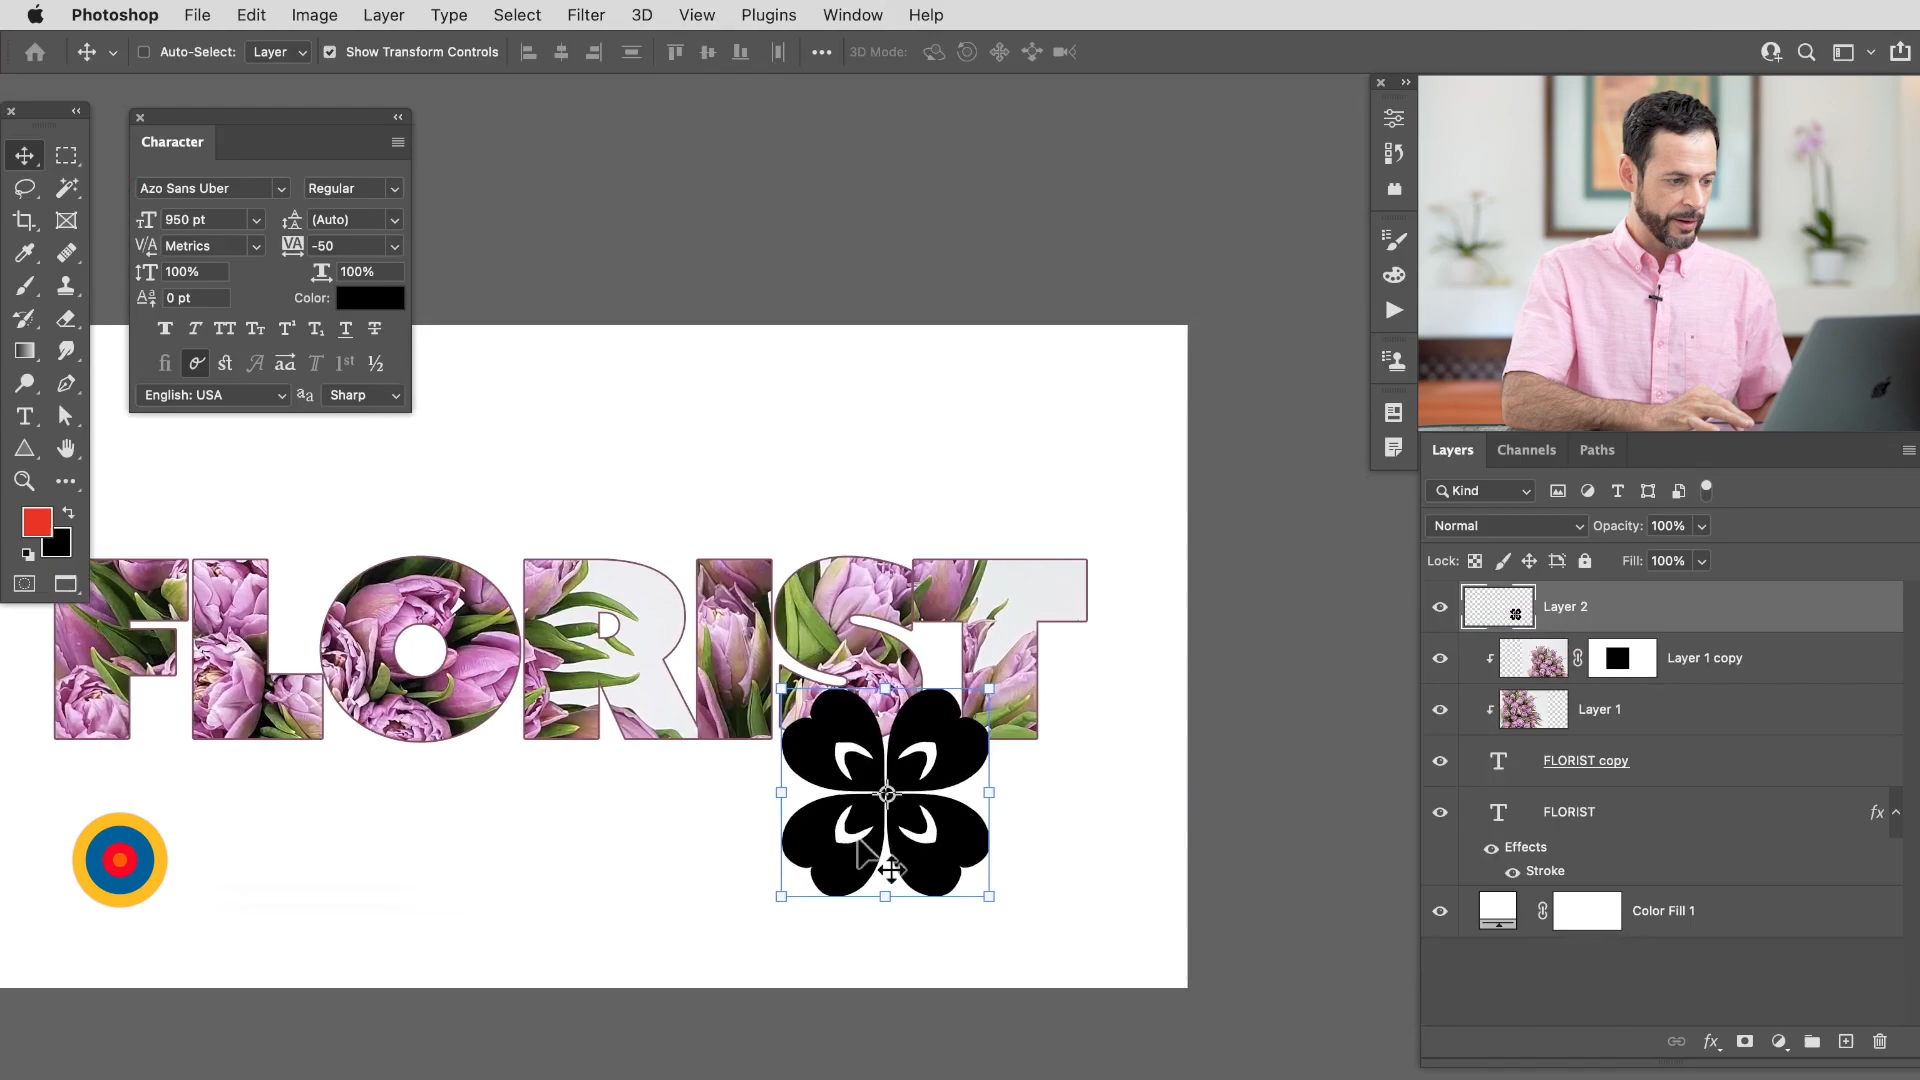 Photoshop File Edit Image Layer Type Select Filter 3D View Plugins Window Help
Auto-Select: Layer Show Transform Controls 3D Mode:
Character
Azo Sans Uber Regular
950 pt (Auto)
Metrics -50
100% 100%
0 pt Color:
English: USA Sharp
FLORIST
Layers Channels Paths
Kind
Normal Opacity: 100%
Lock: Fill: 100%
Layer 2
Layer 1 copy
Layer 1
FLORIST copy
FLORIST fx
Effects
Stroke
Color Fill 1
fx